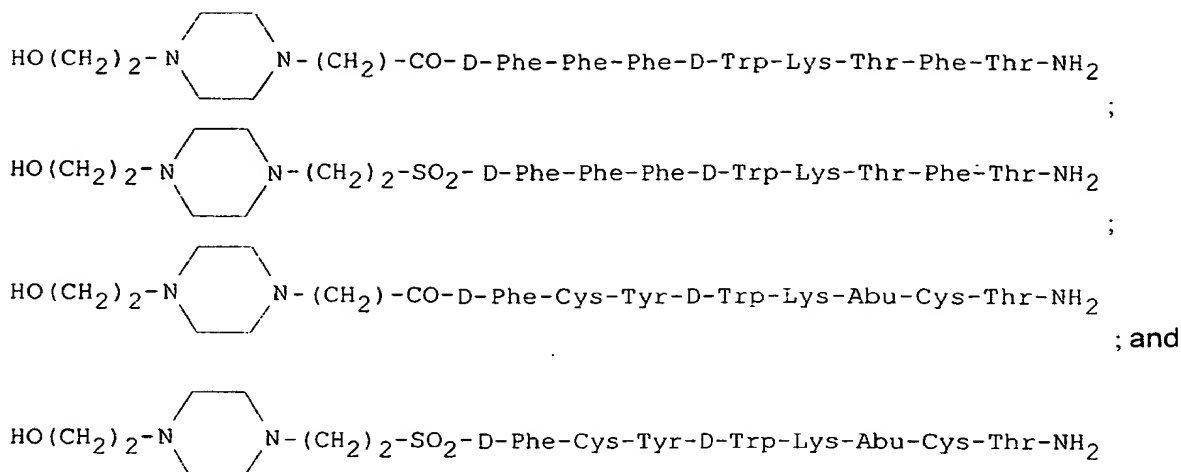 HO(CH₂)₂-N N-(CH₂)-CO-D-Phe-Phe-Phe-D-Trp-Lys-Thr-Phe-Thr-NH₂ ;
HO(CH₂)₂-N N-(CH₂)₂-SO₂-D-Phe-Phe-Phe-D-Trp-Lys-Thr-Phe-Thr-NH₂ ;
HO(CH₂)₂-N N-(CH₂)-CO-D-Phe-Cys-Tyr-D-Trp-Lys-Abu-Cys-Thr-NH₂ ; and
HO(CH₂)₂-N N-(CH₂)₂-SO₂-D-Phe-Cys-Tyr-D-Trp-Lys-Abu-Cys-Thr-NH₂